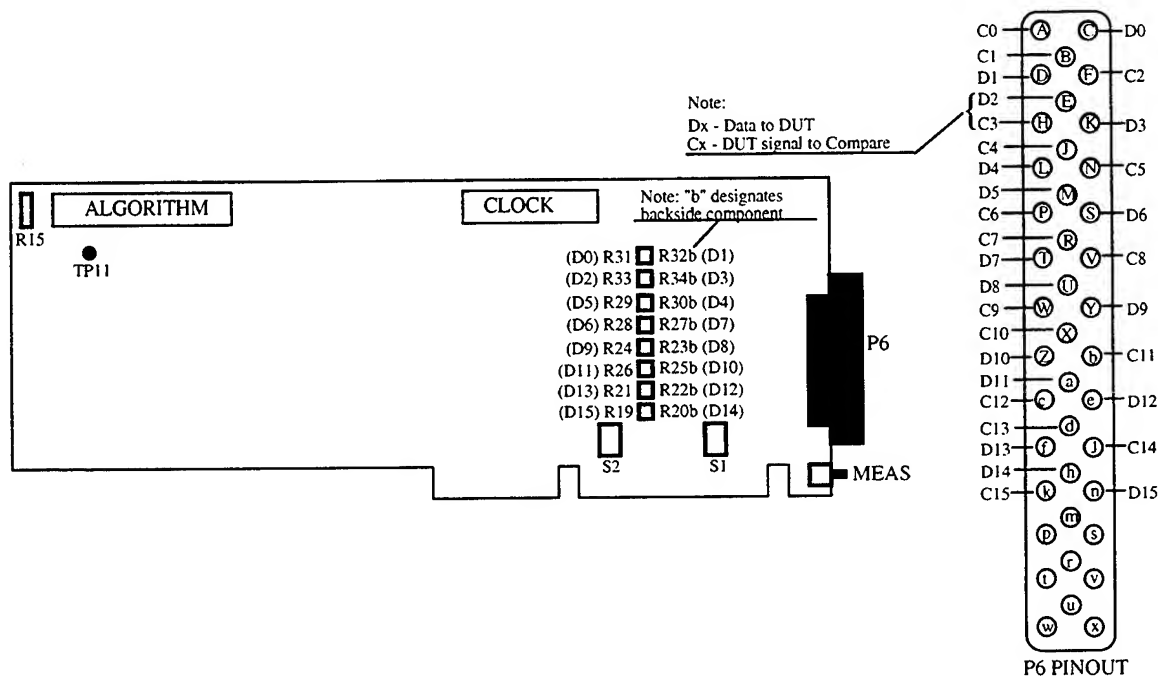 Note:
Dx - Data to DUT
Cx - DUT signal to Compare
ALGORITHM
CLOCK
Note: "b" designates
backside component
R15
TP11
(D0) R31 R32b (D1)
(D2) R33 R34b (D3)
(D5) R29 R30b (D4)
(D6) R28 R27b (D7)
(D9) R24 R23b (D8)
(D11) R26 R25b (D10)
(D13) R21 R22b (D12)
(D15) R19 R20b (D14)
S2 S1
P6
MEAS
C0 A C D0
C1 B
D1 D F C2
D2 E
C3 H K D3
C4 J
D4 L N C5
D5 M
C6 P S D6
C7 R
D7 T V C8
D8 U
C9 W Y D9
C10 X
D10 Z b C11
D11 a
C12 c e D12
C13 d
D13 f J C14
D14 h
C15 k n D15
m
p s
r
t v
u
w x
P6 PINOUT